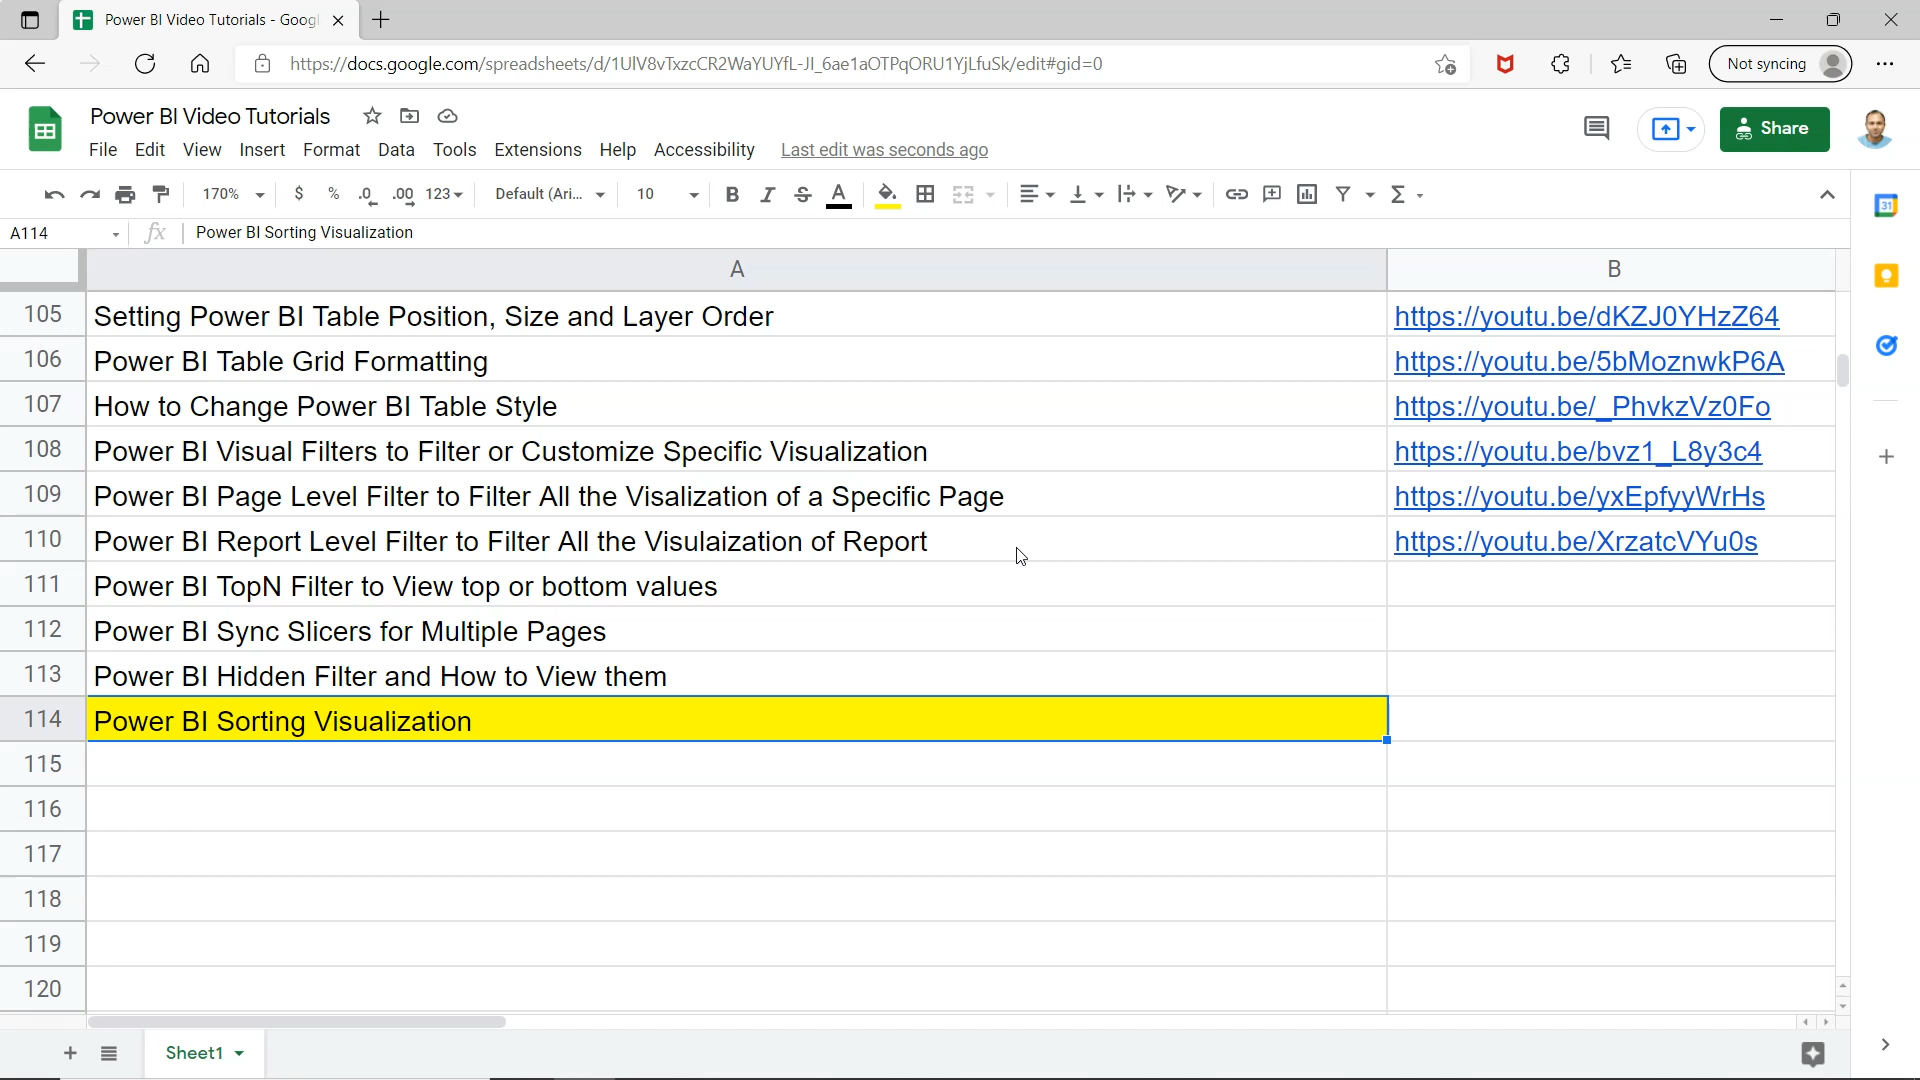 Power BI Video Tutorials - Googl
https://docs.google.com/spreadsheets/d/1UlV8vTxzcCR2WaYUYfL-JI_6ae1aOTPqORU1YjLfuSk/edit#gid=0
Not syncing
Power BI Video Tutorials
File Edit View Insert Format Data Tools Extensions Help Accessibility Last edit was seconds ago
Share
170% $ % .0 .00 123 Default (Ari... 10 B I S A
A114 fx Power BI Sorting Visualization
A B
105 Setting Power BI Table Position, Size and Layer Order https://youtu.be/dKZJ0YHzZ64
106 Power BI Table Grid Formatting https://youtu.be/5bMoznwkP6A
107 How to Change Power BI Table Style https://youtu.be/_PhvkzVz0Fo
108 Power BI Visual Filters to Filter or Customize Specific Visualization https://youtu.be/bvz1_L8y3c4
109 Power BI Page Level Filter to Filter All the Visalization of a Specific Page https://youtu.be/yxEpfyyWrHs
110 Power BI Report Level Filter to Filter All the Visulaization of Report https://youtu.be/XrzatcVYu0s
111 Power BI TopN Filter to View top or bottom values
112 Power BI Sync Slicers for Multiple Pages
113 Power BI Hidden Filter and How to View them
114 Power BI Sorting Visualization
115
116
117
118
119
120
Sheet1
31